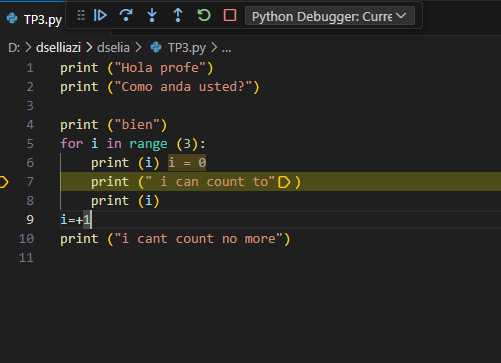 TP3.py
Python Debugger: Curre
D: > dselliazi > dselia > TP3.py > ...
1 print ("Hola profe")
2 print ("Como anda usted?")
3
4 print ("bien")
5 for i in range (3):
6 print (i) i = 0
7 print (" i can count to")
8 print (i)
9 i=+1
10 print ("i cant count no more")
11